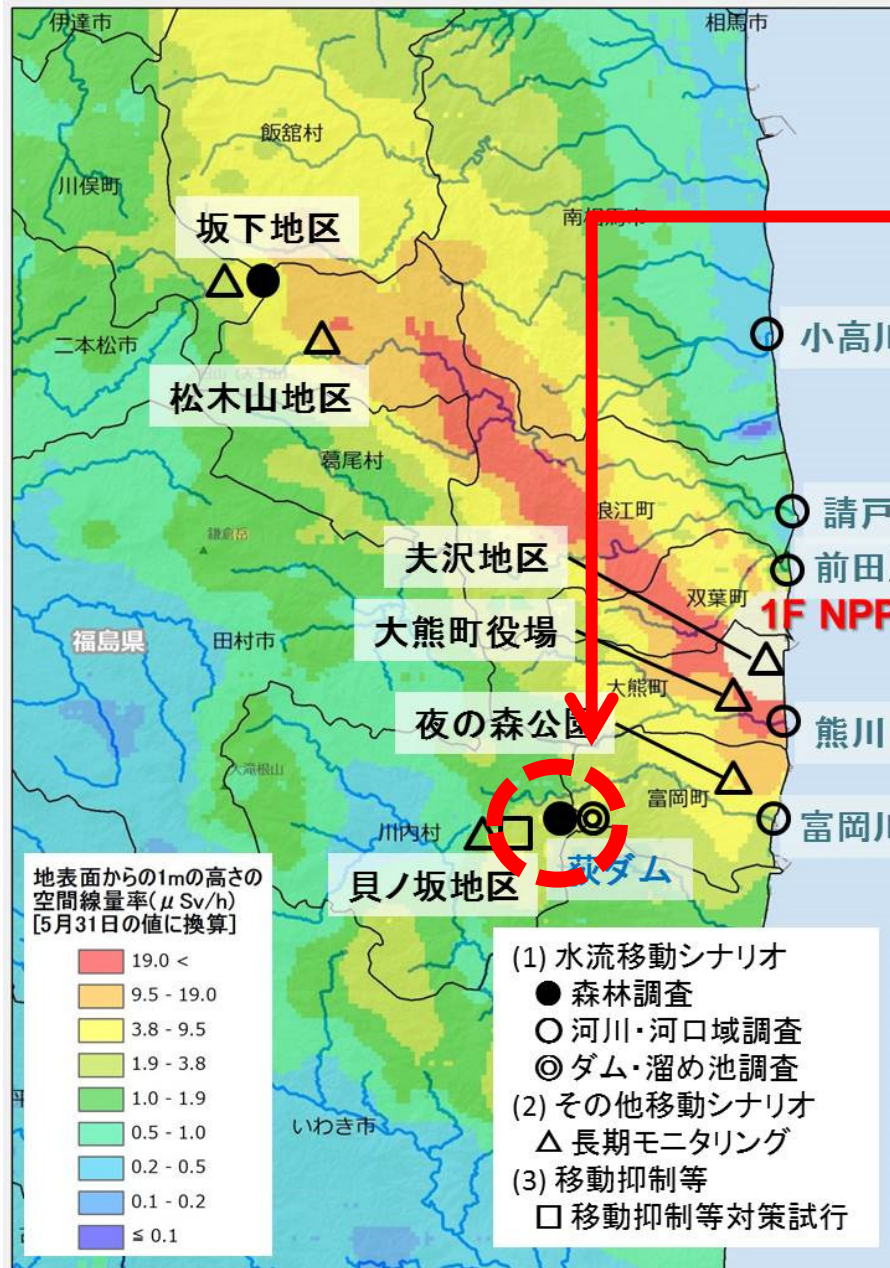 伊達市
相馬市
飯舘村
川俣町
坂下地区
南相馬市
小高川
二本松市
松木山地区
葛尾村
請戸
浪江町
鎌倉岳
夫沢地区
前田
双葉町
1F NPP
福島県
田村市
大熊町役場
大熊町
夜の森公園
熊川
大滝根山
富岡町
川内村
富岡川
貝ノ坂地区
荻ダム
地表面からの1mの高さの
空間線量率(μSv/h)
[5月31日の値に換算]
19.0 <
9.5 - 19.0
3.8 - 9.5
1.9 - 3.8
1.0 - 1.9
0.5 - 1.0
0.2 - 0.5
0.1 - 0.2
≦ 0.1
いわき市
(1) 水流移動シナリオ
● 森林調査
○ 河川・河口域調査
◎ ダム・溜め池調査
(2) その他移動シナリオ
△ 長期モニタリング
(3) 移動抑制等
□ 移動抑制等対策試行